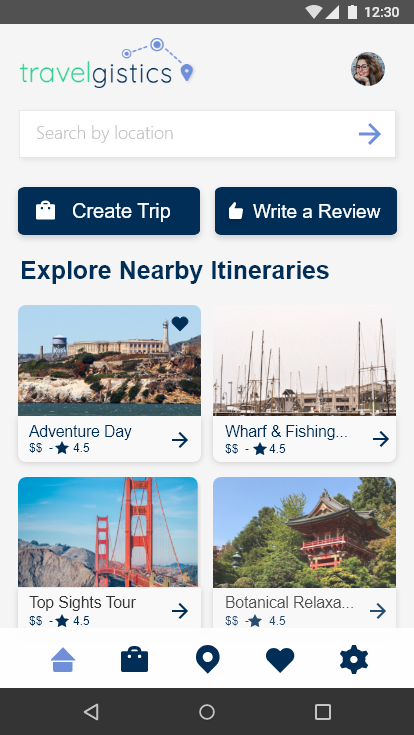 12:30
travelgistics
Search by location
Create Trip
Write a Review
Explore Nearby Itineraries
Adventure Day
$$ - 4.5
Wharf & Fishing...
$$ - 4.5
Top Sights Tour
$$ - 4.5
Botanical Relaxa...
$$ - 4.5